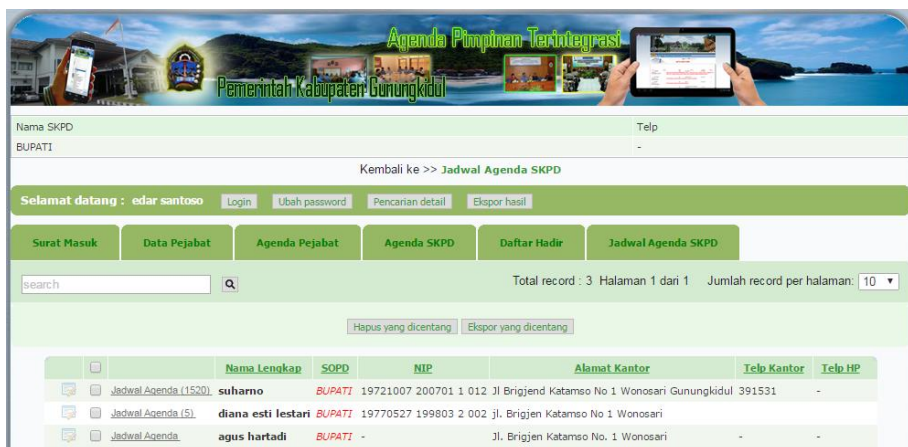 Agenda Pimpinan Terintegrasi
Pemerintah Kabupaten Gunungkidul
Nama SKPD Telp
BUPATI -
Kembali ke >> Jadwal Agenda SKPD
Selamat datang : edar santoso Login Ubah password Pencarian detail Ekspor hasil
Surat Masuk Data Pejabat Agenda Pejabat Agenda SKPD Daftar Hadir Jadwal Agenda SKPD
search Total record : 3 Halaman 1 dari 1 Jumlah record per halaman: 10
Hapus yang dicentang Ekspor yang dicentang
Nama Lengkap SOPD NIP Alamat Kantor Telp Kantor Telp HP
Jadwal Agenda (1520) suharno BUPATI 19721007 200701 1 012 Jl Brigjend Katamso No 1 Wonosari Gunungkidul 391531 -
Jadwal Agenda (5) diana esti lestari BUPATI 19770527 199803 2 002 jl. Brigjen Katamso No 1 Wonosari
Jadwal Agenda agus hartadi BUPATI - Jl. Brigjen Katamso No. 1 Wonosari - -